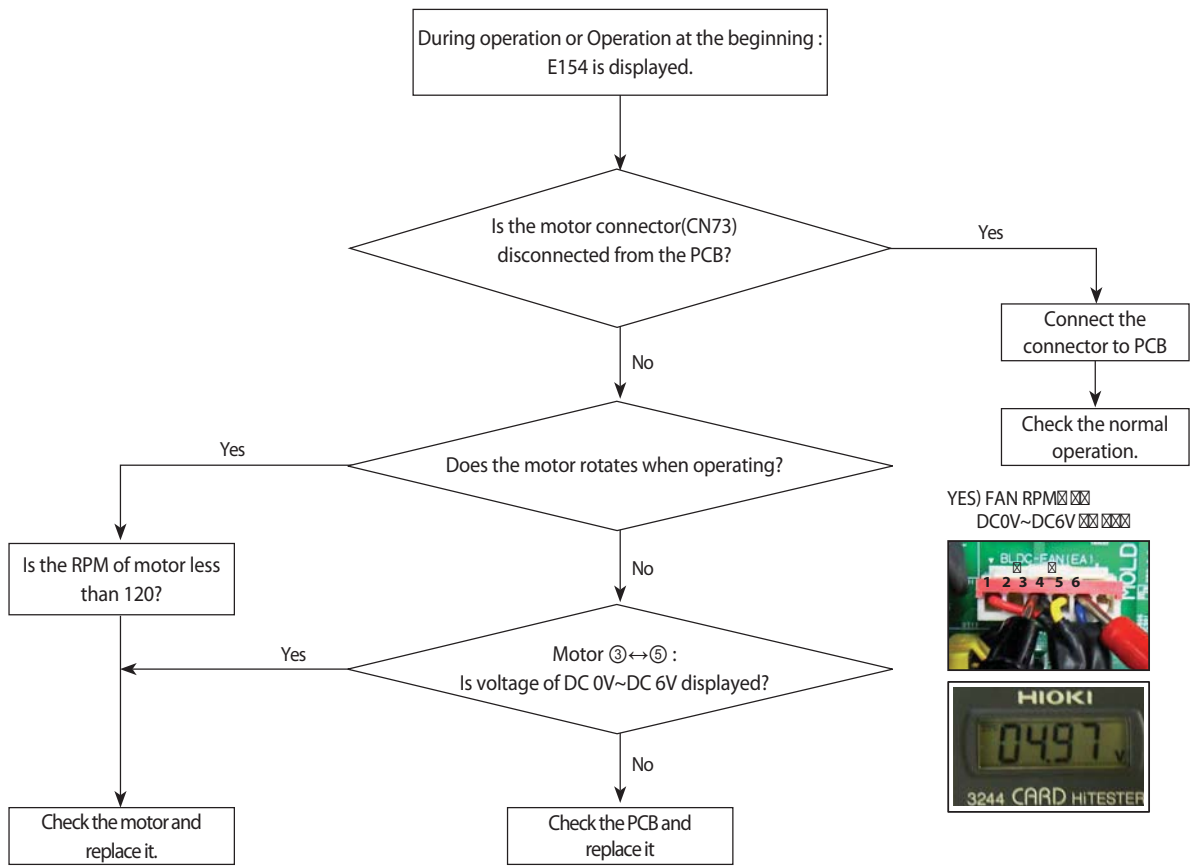 During operation or Operation at the beginning :
E154 is displayed.
Is the motor connector(CN73)
disconnected from the PCB?
Yes
Connect the
connector to PCB
Check the normal
operation.
No
Does the motor rotates when operating?
Yes
Is the RPM of motor less
than 120?
No
Motor ③↔⑤ :
Is voltage of DC 0V~DC 6V displayed?
Yes
No
Check the motor and
replace it.
Check the PCB and
replace it
YES) FAN RPM
DC0V~DC6V
BLDC-FAN(EA)
1 2 3 4 5 6
MOLD
HIOKI
04.97 V
3244 CARD HiTESTER